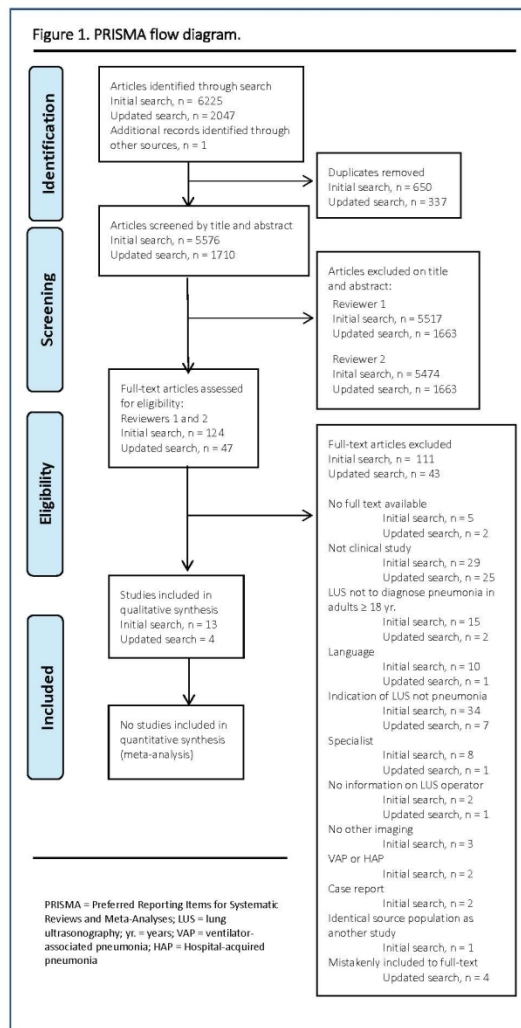 Figure 1. PRISMA flow diagram.
Identification
Articles identified through search
Initial search, n = 6225
Updated search, n = 2047
Additional records identified through
other sources, n = 1
Duplicates removed
Initial search, n = 650
Updated search, n = 337
Screening
Articles screened by title and abstract
Initial search, n = 5576
Updated search, n = 1710
Articles excluded on title
and abstract:
Reviewer 1
Initial search, n = 5517
Updated search, n = 1663
Reviewer 2
Inital search, n = 5474
Updated search, n = 1663
Eligibility
Full-text articles assessed
for eligibility:
Reviewers 1 and 2
Initial search, n = 124
Updated search, n = 47
Full-text articles excluded
Initial search, n = 111
Updated search, n = 43
No full text available
Initial search, n = 5
Updated search, n = 2
Not clinical study
Initial search, n = 29
Updated search, n = 25
LUS not to diagnose pneumonia in
adults ≥ 18 yr.
Initial search, n = 15
Updated search, n = 2
Language
Initial search, n = 10
Updated search, n = 1
Indication of LUS not pneumonia
Initial search, n = 34
Updated search, n = 7
Specialist
Initial search, n = 8
Updated search, n = 1
No information on LUS operator
Initial search, n = 2
Updated search, n = 1
No other imaging
Initial search, n = 3
VAP or HAP
Initial search, n = 2
Case report
Initial search, n = 2
Identical source population as
another study
Initial search, n = 1
Mistakenly included to full-text
Updated search, n = 4
Included
Studies included in
qualitative synthesis
Initial search, n = 13
Updated search = 4
No studies included in
quantitative synthesis
(meta-analysis)
PRISMA = Preferred Reporting Items for Systematic
Reviews and Meta-Analyses; LUS = lung
ultrasonography; yr. = years; VAP = ventilator-
associated pneumonia; HAP = Hospital-acquired
pneumonia